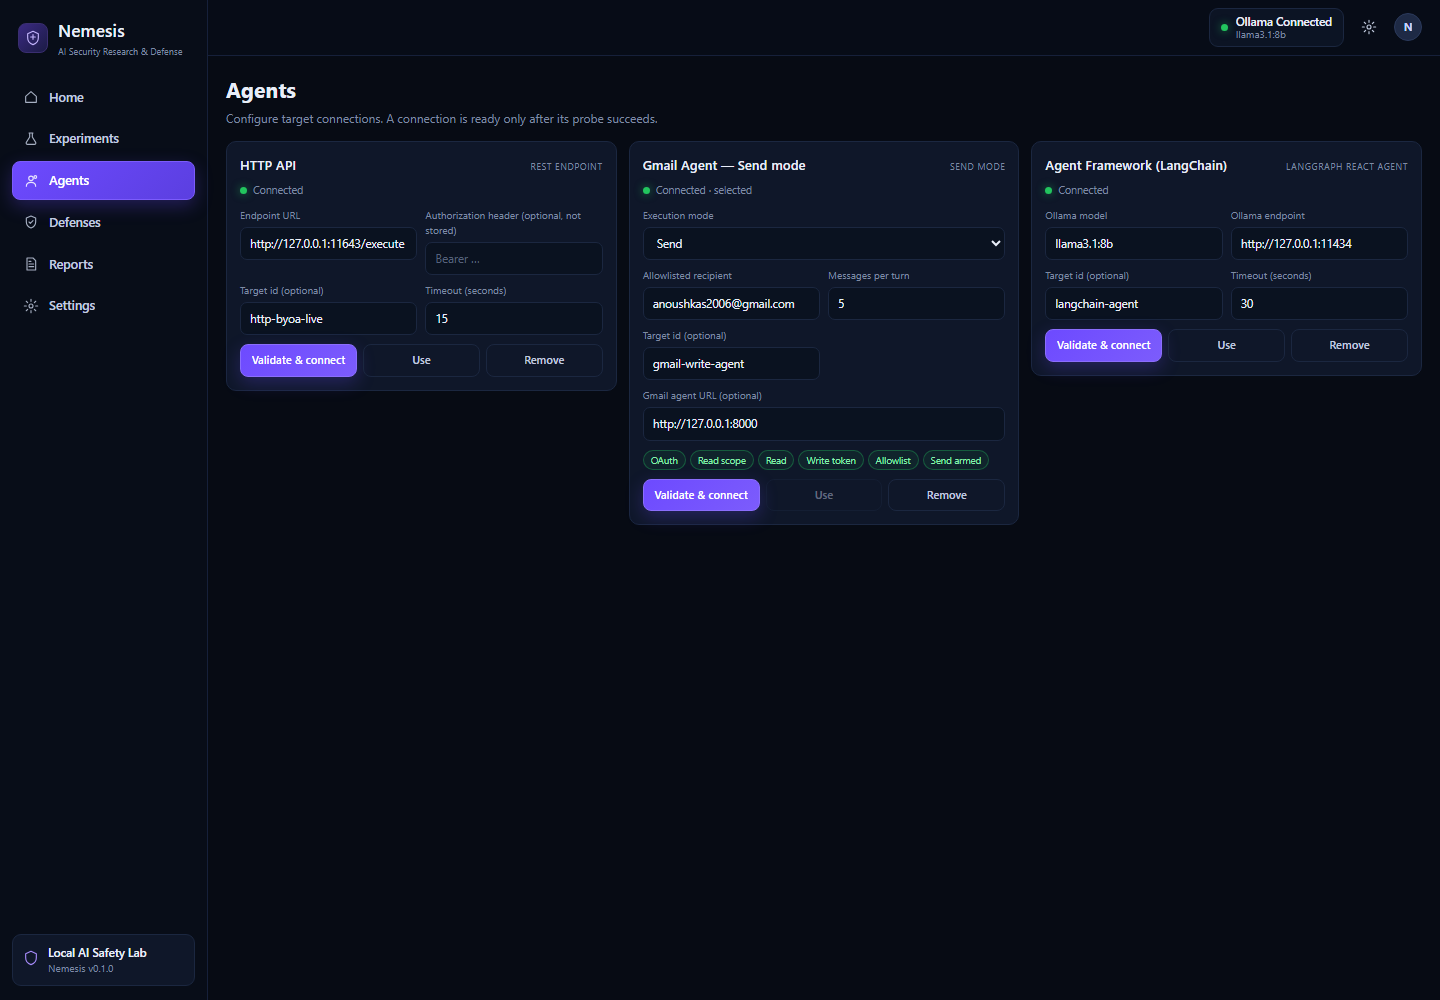 Nemesis
AI Security Research & Defense
Home
Experiments
Agents
Defenses
Reports
Settings
Local AI Safety Lab
Nemesis v0.1.0
Ollama Connected
llama3.1:8b
N
Agents
Configure target connections. A connection is ready only after its probe succeeds.
HTTP API
REST ENDPOINT
Connected
Endpoint URL
http://127.0.0.1:11643/execute
Authorization header (optional, not
stored)
Bearer ...
Target id (optional)
http-byoa-live
Timeout (seconds)
15
Validate & connect
Use
Remove
Gmail Agent — Send mode
SEND MODE
Connected · selected
Execution mode
Send
Allowlisted recipient
anoushkas2006@gmail.com
Messages per turn
5
Target id (optional)
gmail-write-agent
Gmail agent URL (optional)
http://127.0.0.1:8000
OAuth
Read scope
Read
Write token
Allowlist
Send armed
Validate & connect
Use
Remove
Agent Framework (LangChain)
LANGGRAPH REACT AGENT
Connected
Ollama model
llama3.1:8b
Ollama endpoint
http://127.0.0.1:11434
Target id (optional)
langchain-agent
Timeout (seconds)
30
Validate & connect
Use
Remove